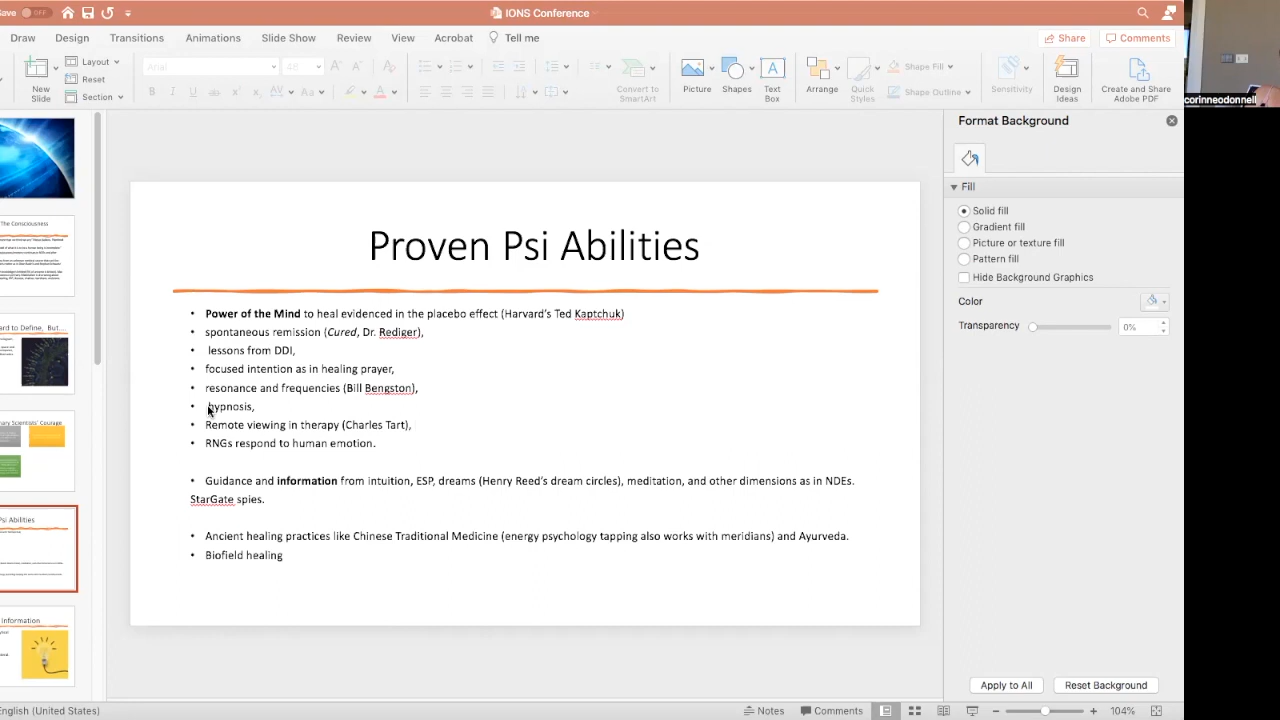 Save OFF IONS Conference
Draw Design Transitions Animations Slide Show Review View Acrobat Tell me Share Comments
New Slide Layout Reset Section Arial 48 Convert to SmartArt Picture Shapes Text Box Arrange Quick Styles Shape Fill Shape Outline Sensitivity Design Ideas Create and Share Adobe PDF
corinneodonnell
Format Background
Fill
Solid fill
Gradient fill
Picture or texture fill
Pattern fill
Hide Background Graphics
Color
Transparency 0%
Apply to All Reset Background
The Consciousness
ard to Define, But...
nary Scientists' Courage
Psi Abilities
Information
Proven Psi Abilities
• Power of the Mind to heal evidenced in the placebo effect (Harvard's Ted Kaptchuk)
• spontaneous remission (Cured, Dr. Rediger),
• lessons from DDI,
• focused intention as in healing prayer,
• resonance and frequencies (Bill Bengston),
• hypnosis,
• Remote viewing in therapy (Charles Tart),
• RNGs respond to human emotion.
• Guidance and information from intuition, ESP, dreams (Henry Reed's dream circles), meditation, and other dimensions as in NDEs.
StarGate spies.
• Ancient healing practices like Chinese Traditional Medicine (energy psychology tapping also works with meridians) and Ayurveda.
• Biofield healing
English (United States) Notes Comments 104%